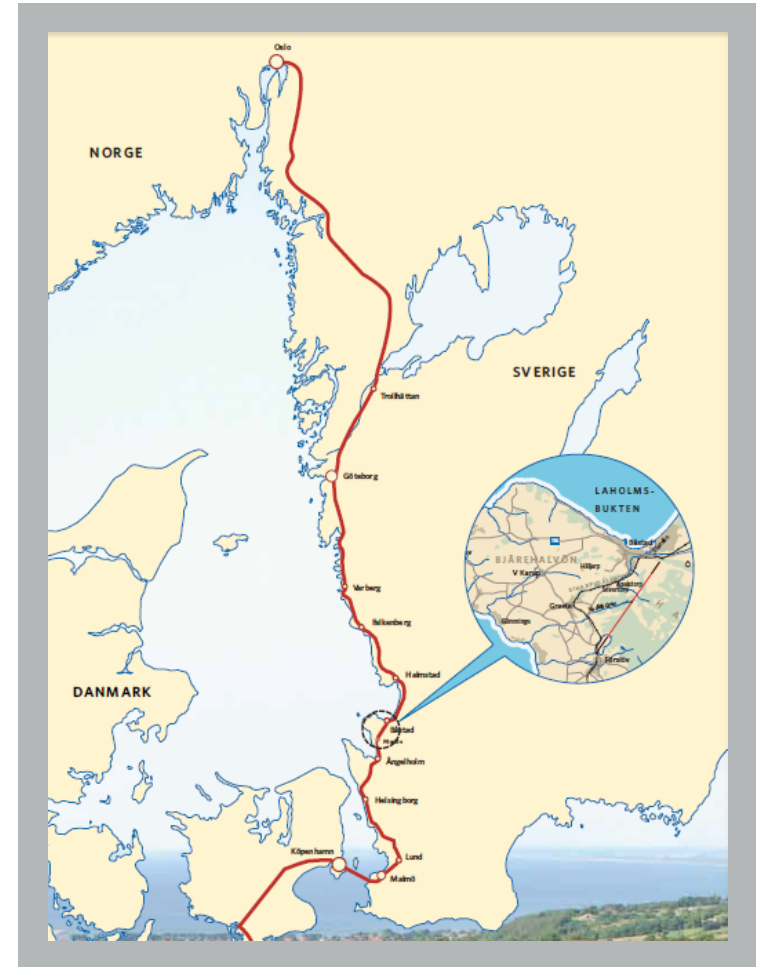 Oslo
NORGE
SVERIGE
Trollhättan
Göteborg
LAHOLMS-
BUKTEN
Båstad
BJÄREHALVÖN
Hålarp
V Karup
Grevie
Förslöv
Varberg
Falkenberg
Halmstad
DANMARK
Båstad
Ängelholm
Helsingborg
Köpenhamn
Lund
Malmö